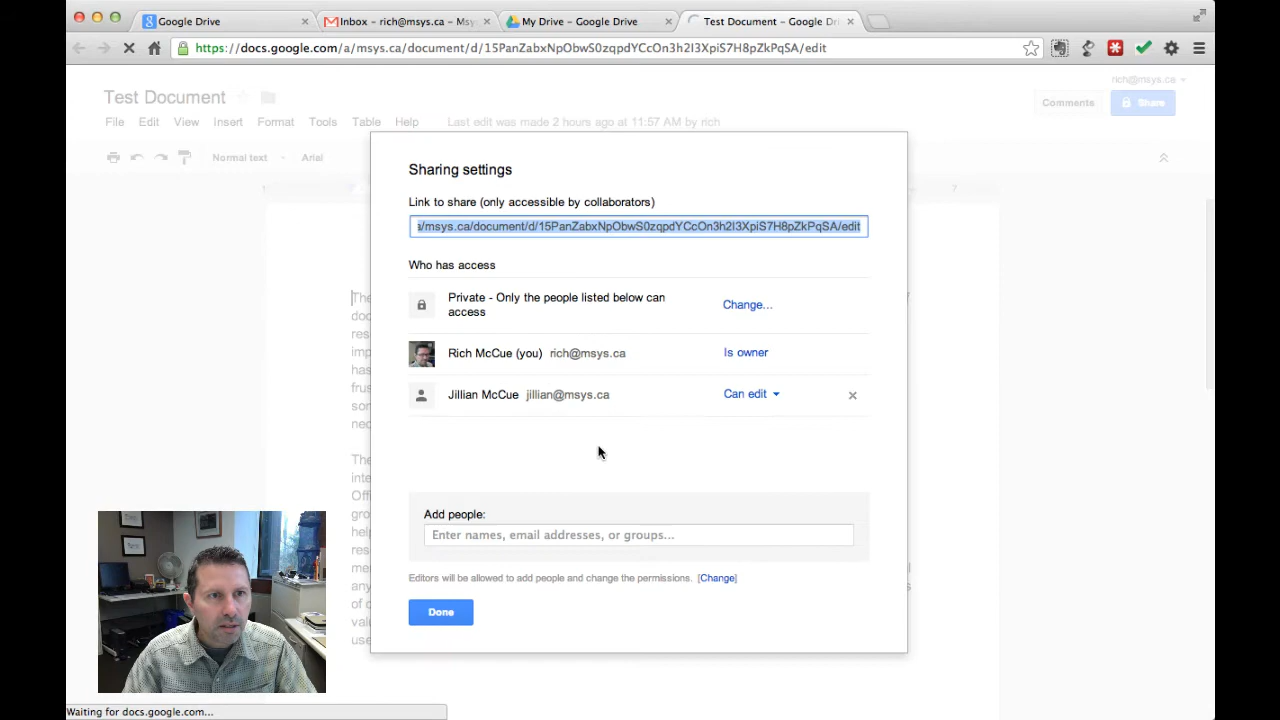 Google Drive
Inbox – rich@msys.ca – Msy
My Drive – Google Drive
Test Document – Google Dri
https://docs.google.com/a/msys.ca/document/d/15PanZabxNpObwS0zqpdYCcOn3h2I3XpiS7H8pZkPqSA/edit
rich@msys.ca
Test Document
Comments
Share
File Edit View Insert Format Tools Table Help Last edit was made 2 hours ago at 11:57 AM by rich
Normal text Arial
7
Sharing settings
Link to share (only accessible by collaborators)
a/msys.ca/document/d/15PanZabxNpObwS0zqpdYCcOn3h2I3XpiS7H8pZkPqSA/edit
Who has access
Private - Only the people listed below can
access
Change...
Rich McCue (you) rich@msys.ca Is owner
Jillian McCue jillian@msys.ca Can edit
Add people:
Enter names, email addresses, or groups...
Editors will be allowed to add people and change the permissions. [Change]
Done
Waiting for docs.google.com...